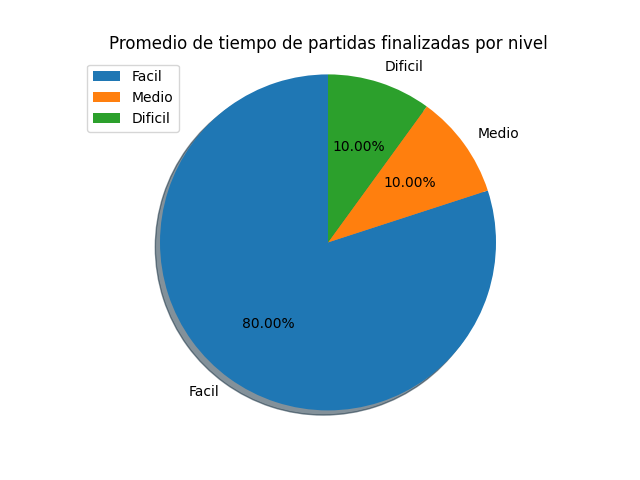 Promedio de tiempo de partidas finalizadas por nivel
Facil
Medio
Dificil
Dificil
Medio
10.00%
10.00%
80.00%
Facil